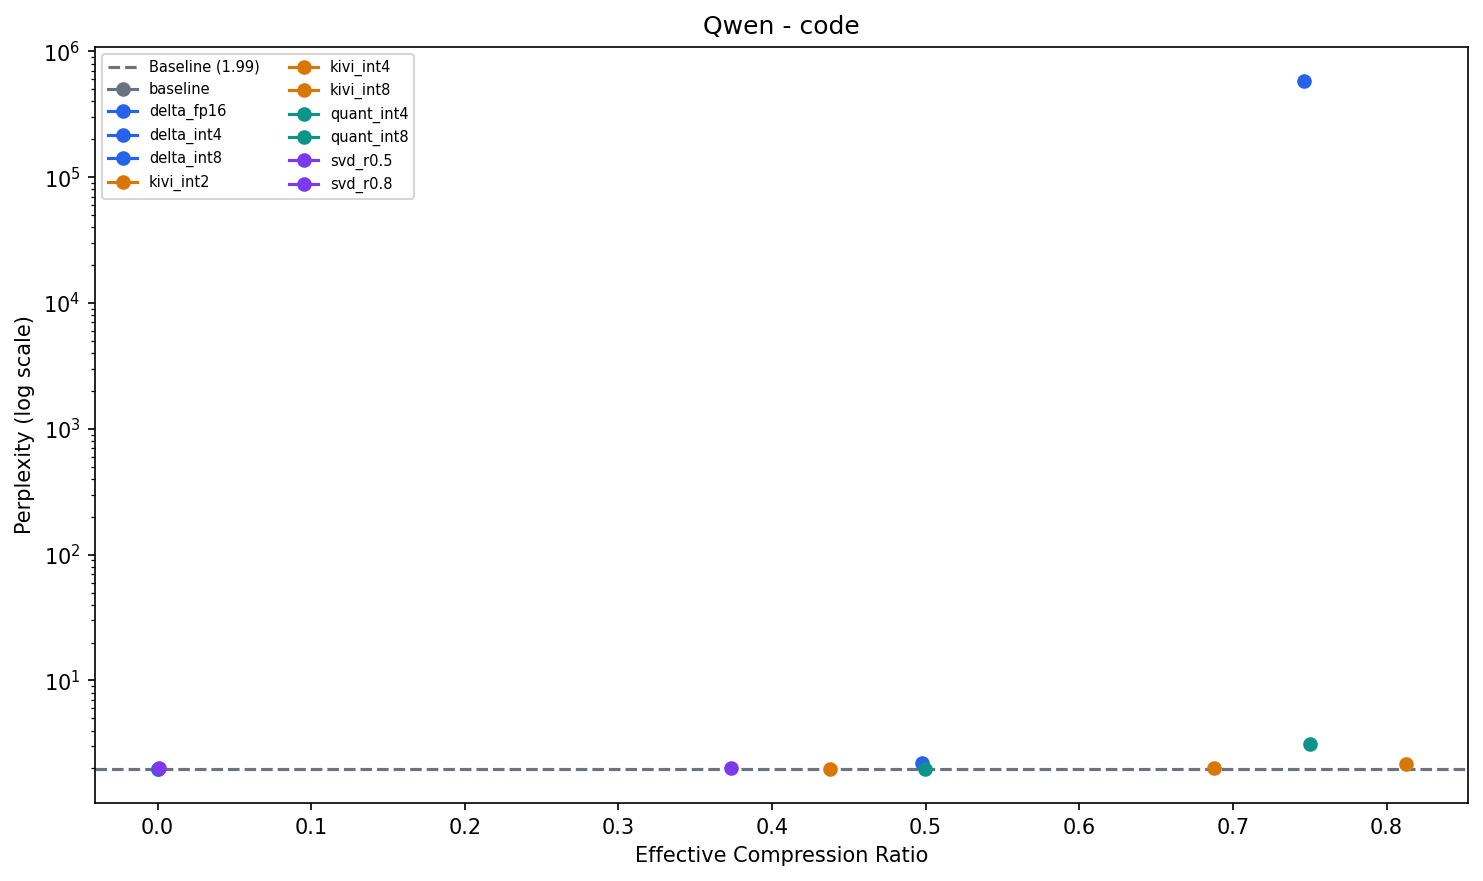 Qwen - code
Baseline (1.99)
baseline
delta_fp16
delta_int4
delta_int8
kivi_int2
kivi_int4
kivi_int8
quant_int4
quant_int8
svd_r0.5
svd_r0.8
Perplexity (log scale)
10^6
10^5
10^4
10^3
10^2
10^1
0.0 0.1 0.2 0.3 0.4 0.5 0.6 0.7 0.8
Effective Compression Ratio